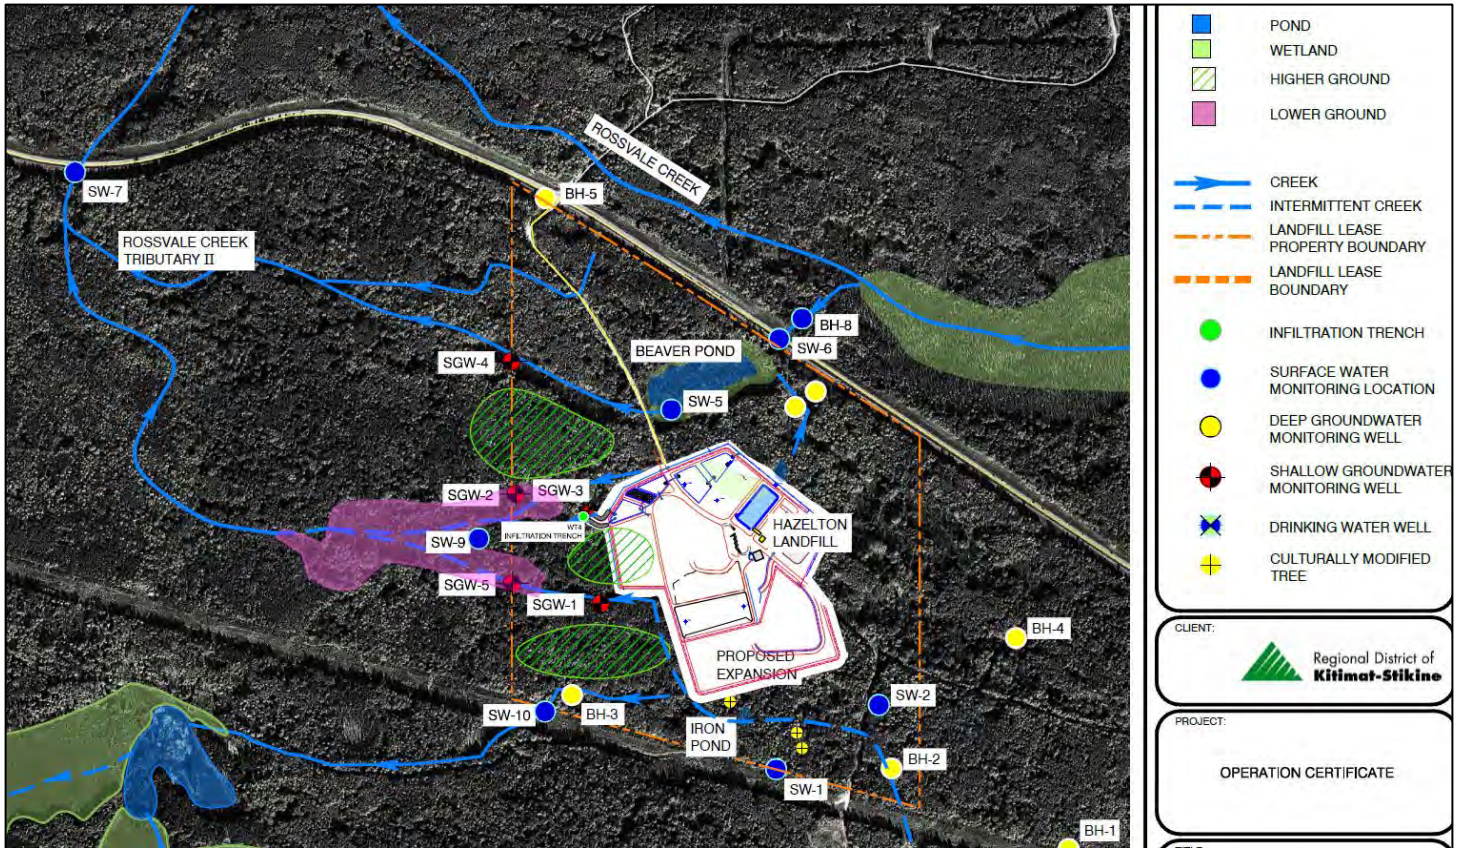 ROSSVALE CREEK
SW-7
BH-5
ROSSVALE CREEK
TRIBUTARY II
BH-8
SW-6
BEAVER POND
SGW-4
SW-5
SGW-2
SGW-3
WT4
INFILTRATION TRENCH
HAZELTON
LANDFILL
SW-9
SGW-5
SGW-1
BH-4
PROPOSED
EXPANSION
SW-10
BH-3
SW-2
IRON
POND
BH-2
SW-1
BH-1
POND
WETLAND
HIGHER GROUND
LOWER GROUND
CREEK
INTERMITTENT CREEK
LANDFILL LEASE
PROPERTY BOUNDARY
LANDFILL LEASE
BOUNDARY
INFILTRATION TRENCH
SURFACE WATER
MONITORING LOCATION
DEEP GROUNDWATER
MONITORING WELL
SHALLOW GROUNDWATER
MONITORING WELL
DRINKING WATER WELL
CULTURALLY MODIFIED
TREE
CLIENT:
Regional District of
Kitimat-Stikine
PROJECT:
OPERATION CERTIFICATE